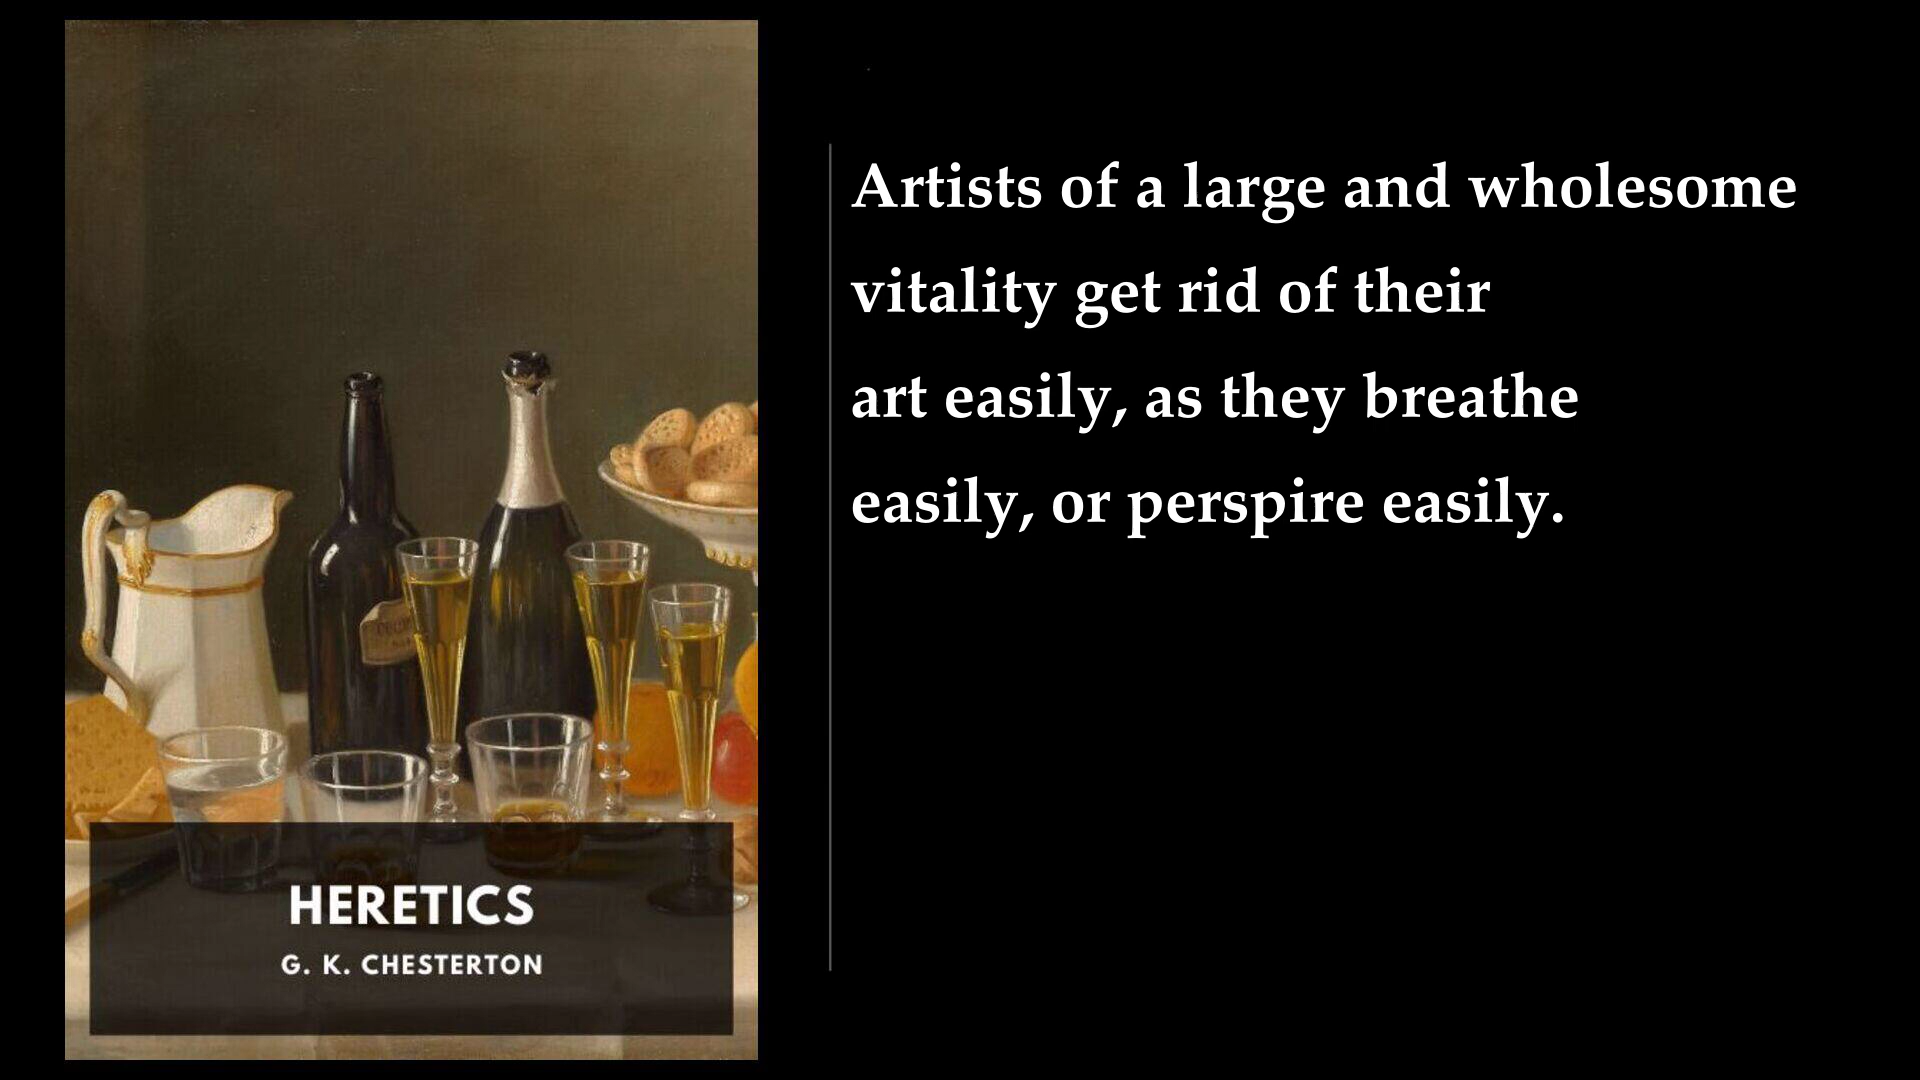 Artists of a large and wholesome
vitality get rid of their
art easily, as they breathe
easily, or perspire easily.
HERETICS
G. K. CHESTERTON